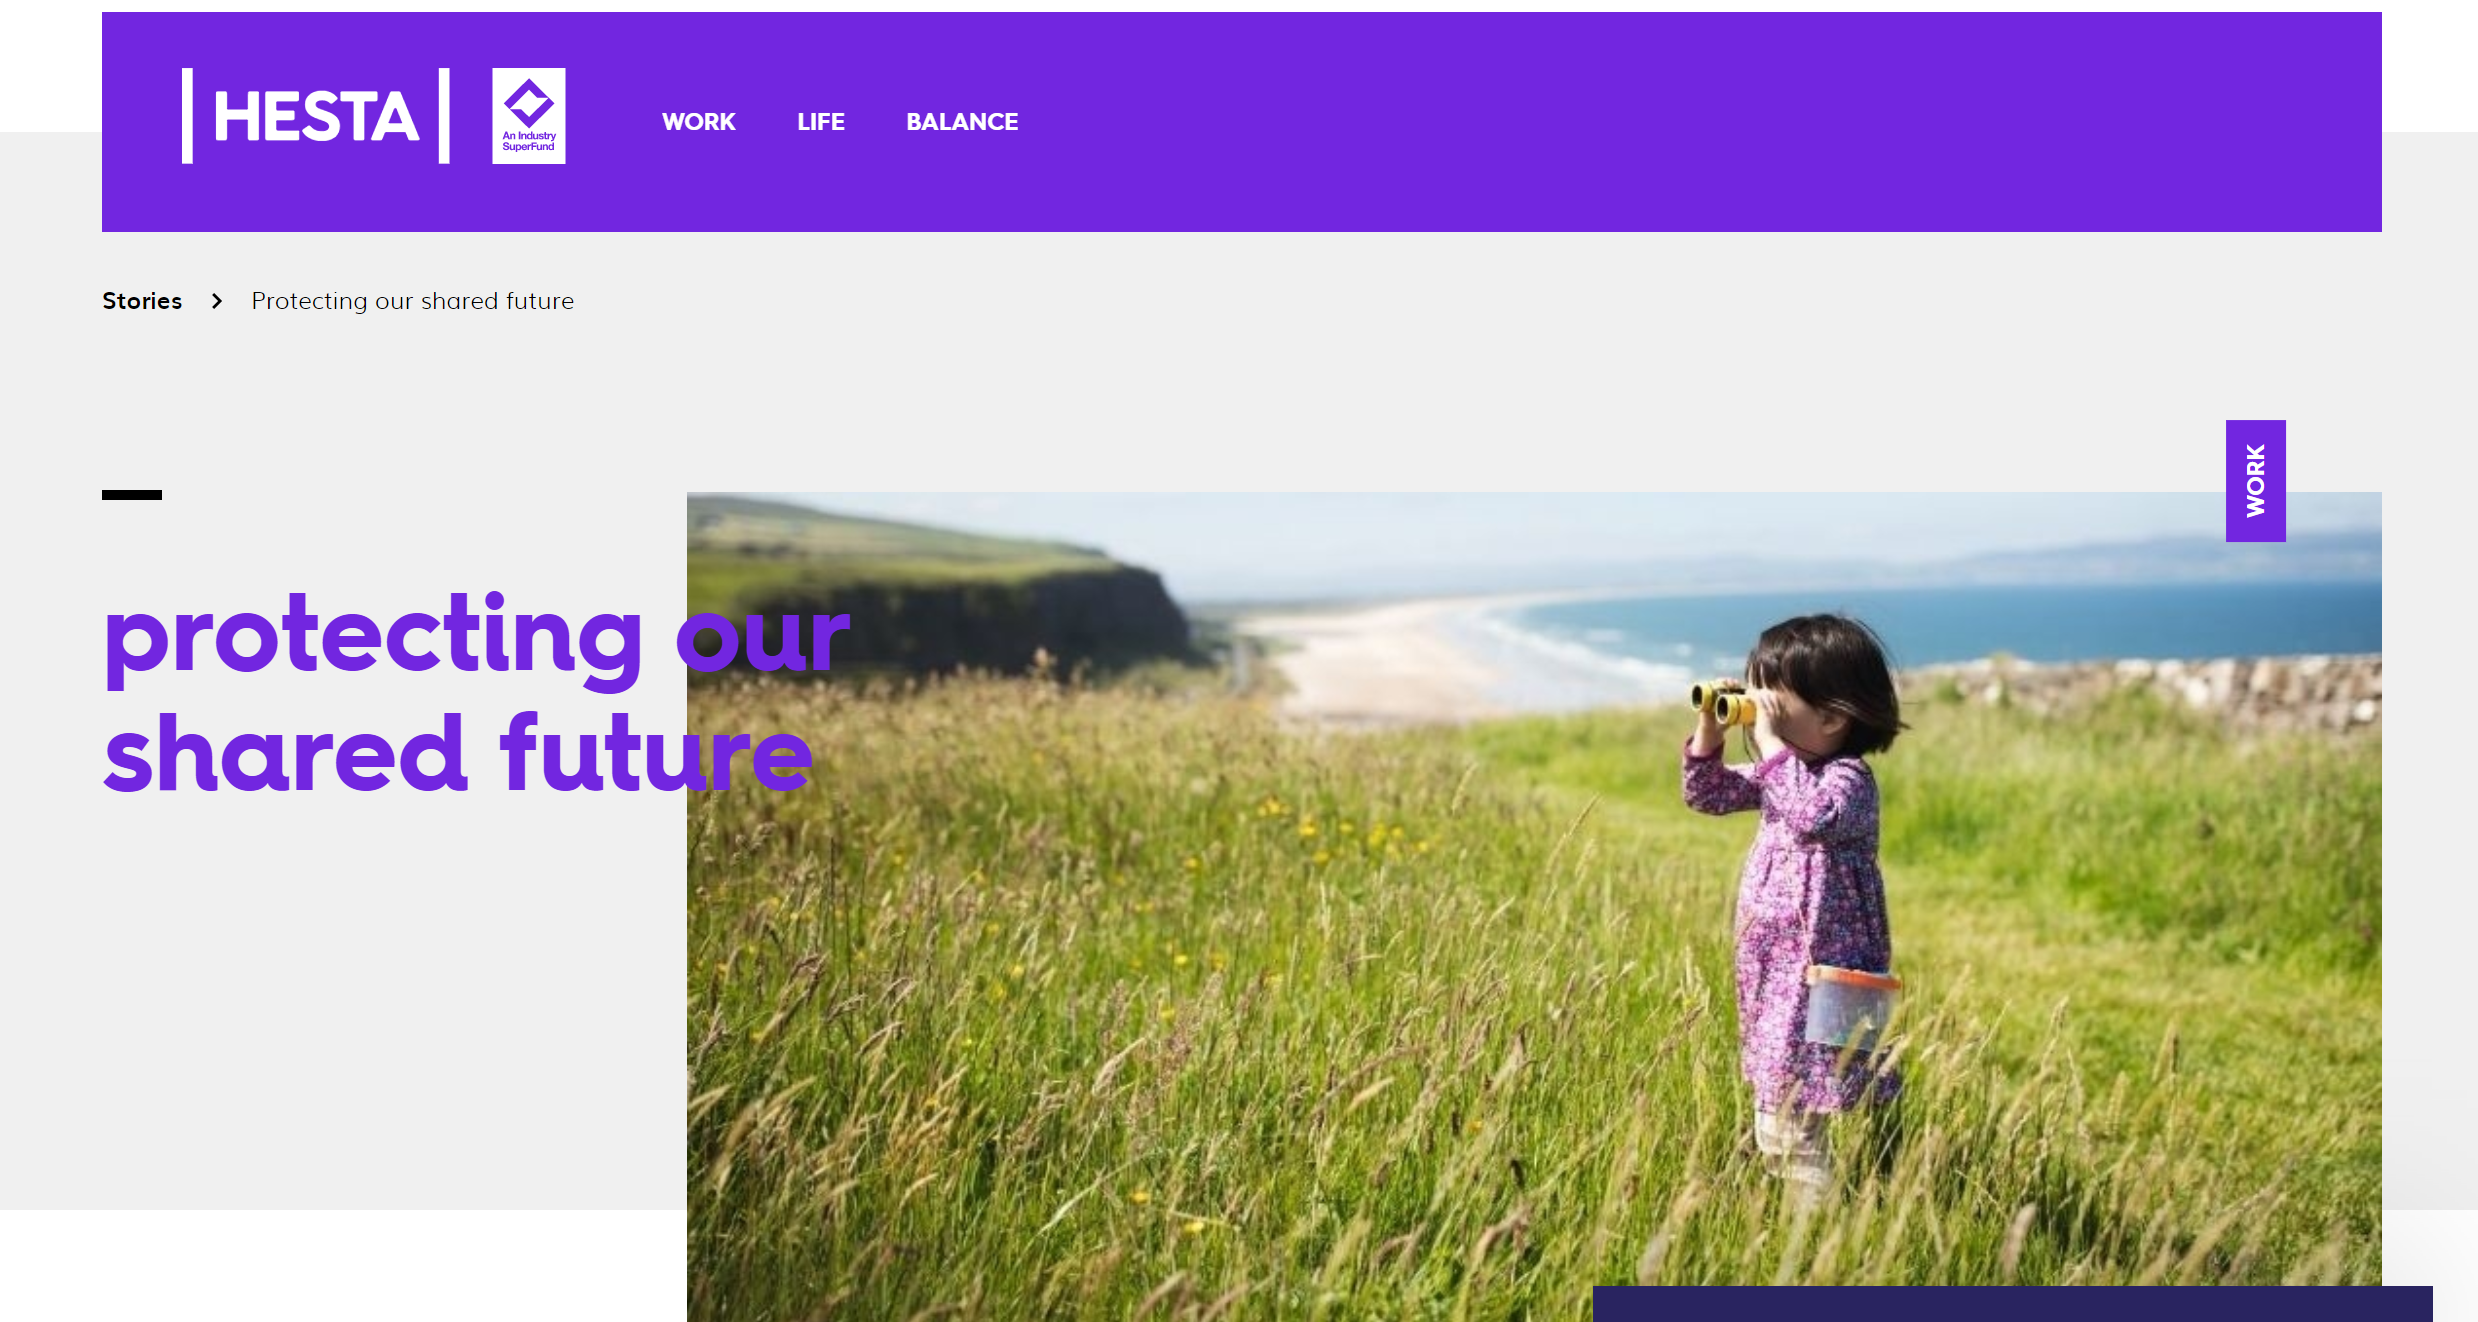 HESTA
An Industry
SuperFund
WORK LIFE BALANCE
Stories > Protecting our shared future
WORK
protecting our
shared future